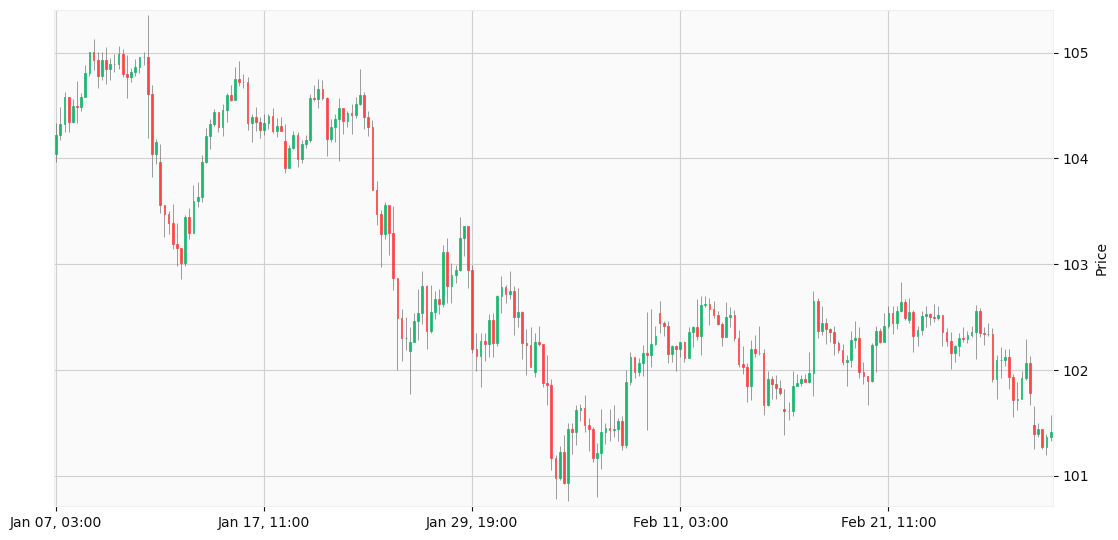 105
104
103
102
101
Price
Jan 07, 03:00
Jan 17, 11:00
Jan 29, 19:00
Feb 11, 03:00
Feb 21, 11:00